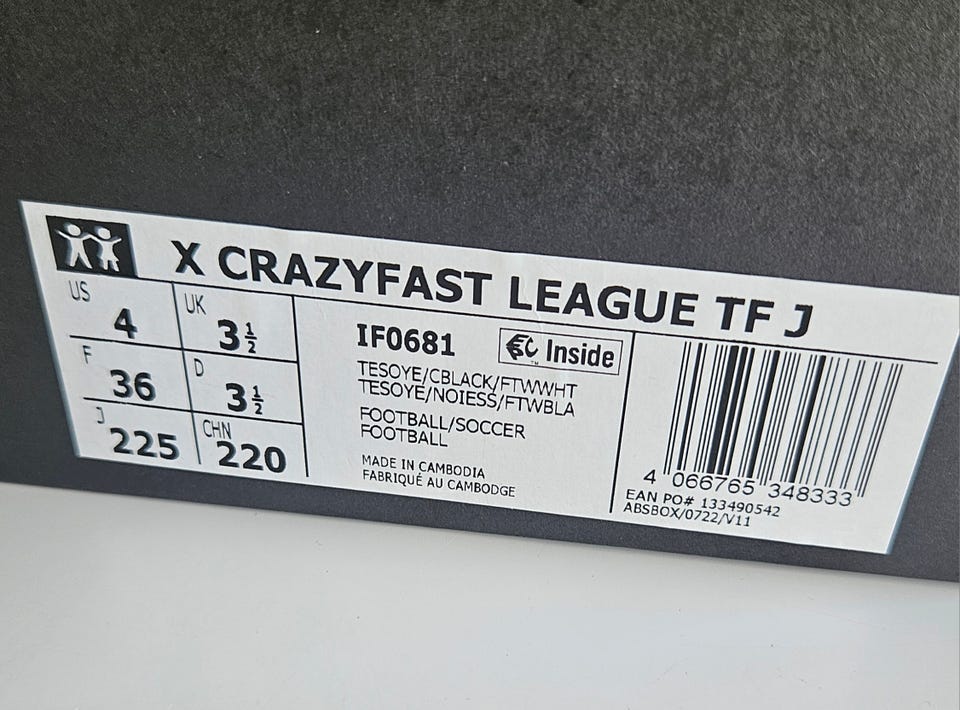 X CRAZYFAST LEAGUE TF J
US 4
UK 3½
F 36
D 3½
J 225
CHN 220
IF0681
EC Inside
™
TESOYE/CBLACK/FTWWHT
TESOYE/NOIESS/FTWBLA
FOOTBALL/SOCCER
FOOTBALL
MADE IN CAMBODIA
FABRIQUÉ AU CAMBODGE
4 066765 348333
EAN PO# 133490542
ABSBOX/0722/V11